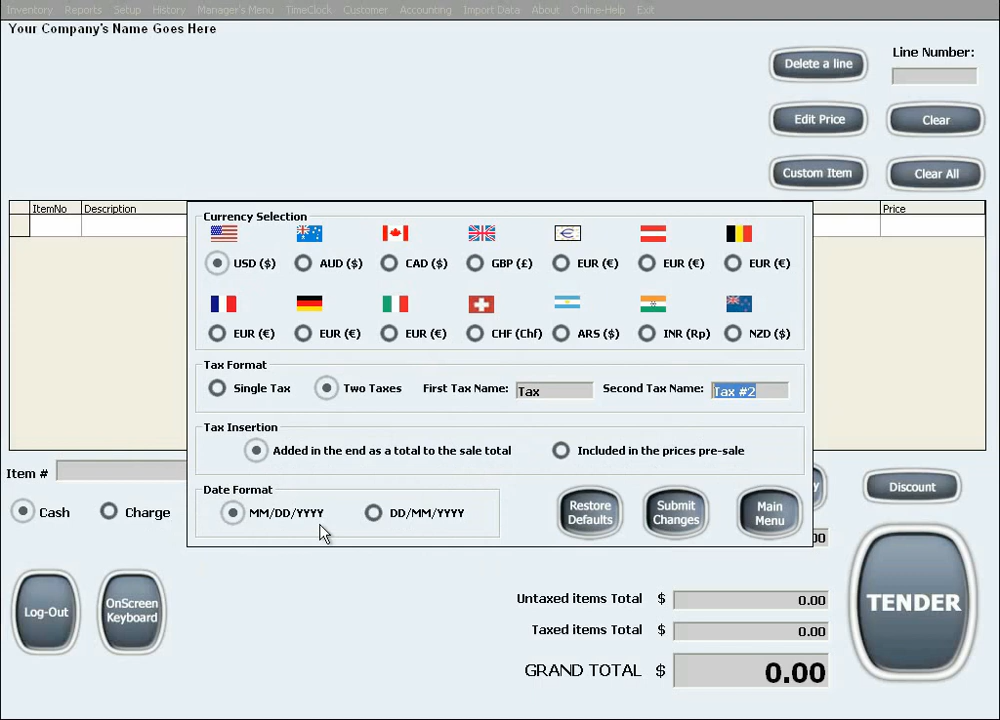 Inventory Reports Setup History Manager's Menu TimeClock Customer Accounting Import Data About Online-Help Exit
Your Company's Name Goes Here
Line Number:
Delete a line
Edit Price
Clear
Custom Item
Clear All
ItemNo Description Price
Currency Selection
USD ($) AUD ($) CAD ($) GBP (£) EUR (€) EUR (€) EUR (€)
EUR (€) EUR (€) EUR (€) CHF (Chf) ARS ($) INR (Rp) NZD ($)
Tax Format
Single Tax Two Taxes First Tax Name: Tax Second Tax Name: Tax #2
Tax Insertion
Added in the end as a total to the sale total Included in the prices pre-sale
Date Format
MM/DD/YYYY DD/MM/YYYY
Restore Defaults
Submit Changes
Main Menu
Item #
Cash Charge
Discount
Log-Out
OnScreen Keyboard
Untaxed items Total $ 0.00
Taxed items Total $ 0.00
GRAND TOTAL $ 0.00
TENDER